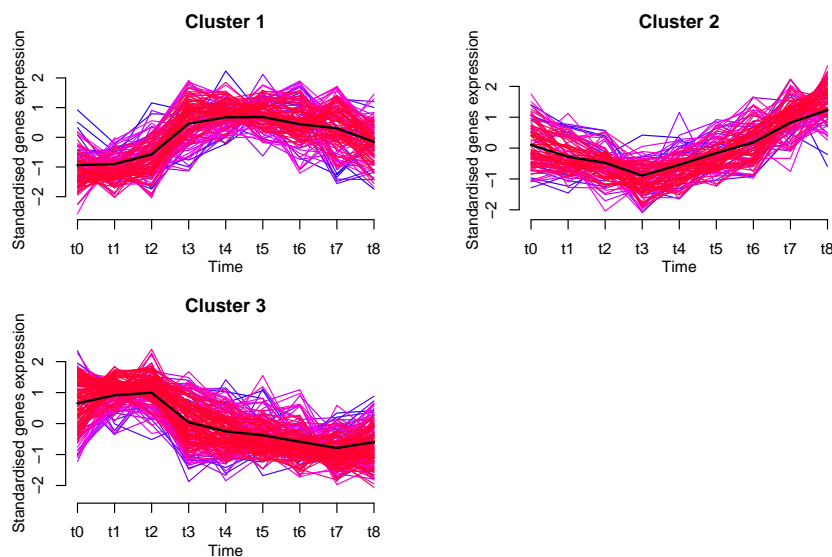 Cluster 1
Standardised genes expression
2
1
0
−1
−2
t0 t1 t2 t3 t4 t5 t6 t7 t8
Time
Cluster 2
Standardised genes expression
2
1
0
−1
−2
t0 t1 t2 t3 t4 t5 t6 t7 t8
Time
Cluster 3
Standardised genes expression
2
1
0
−1
−2
t0 t1 t2 t3 t4 t5 t6 t7 t8
Time